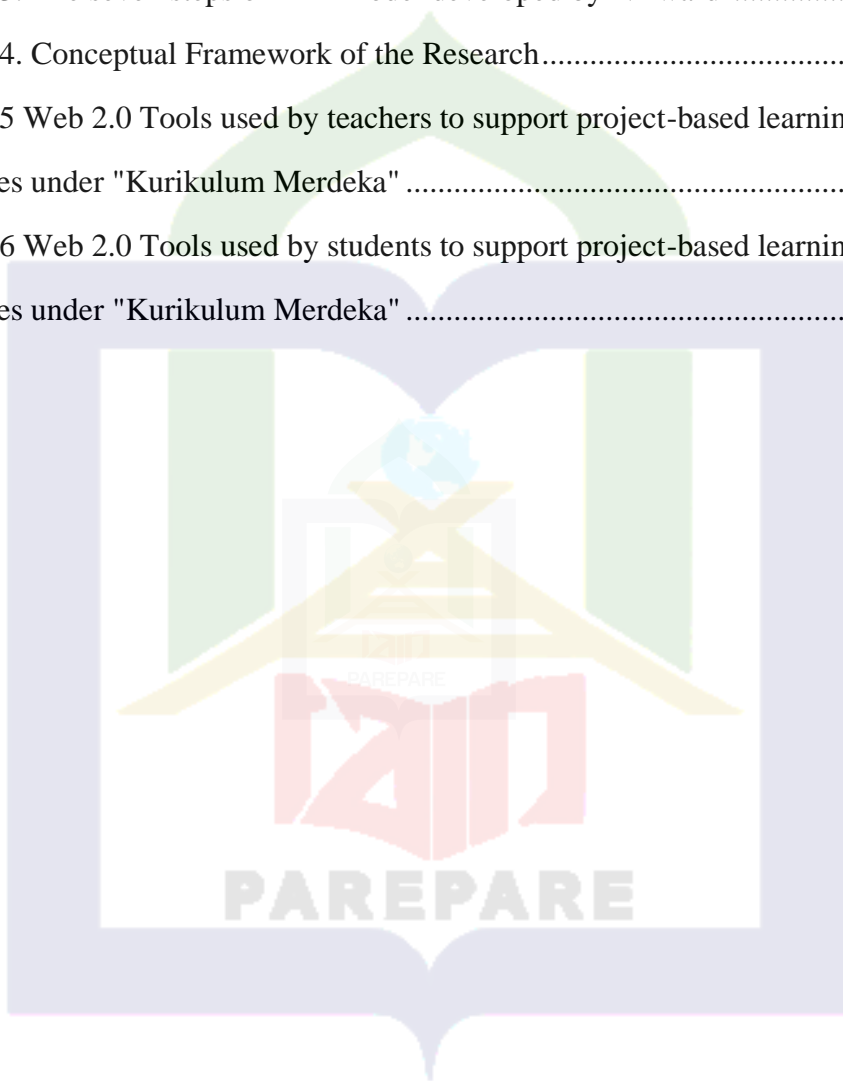 4. Conceptual Framework of the Research
5 Web 2.0 Tools used by teachers to support project-based learnin
es under "Kurikulum Merdeka"
6 Web 2.0 Tools used by students to support project-based learnin
es under "Kurikulum Merdeka"
PAREPARE
PAREPARE